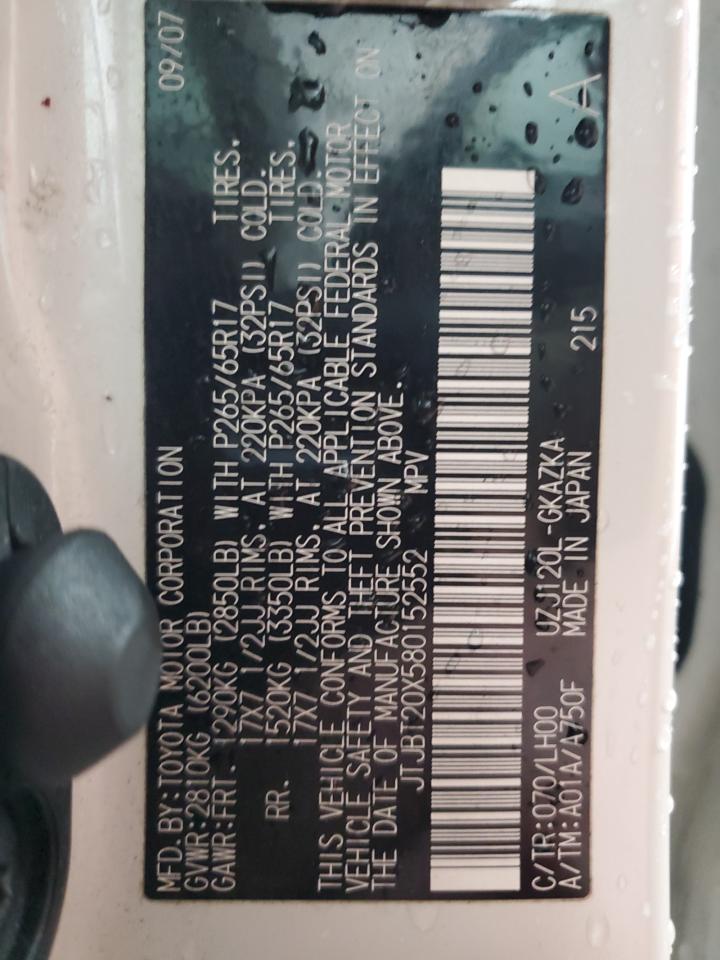 MFD. BY: TOYOTA MOTOR CORPORATION 09/07
GVWR: 2810KG (6200LB)
GAWR: FRT. 1290KG (2850LB) WITH P265/65R17 TIRES.
17X7 1/2JJ RIMS, AT 220KPA (32PSI) COLD.
RR. 1520KG (3350LB) WITH P265/65R17 TIRES.
17X7 1/2JJ RIMS, AT 220KPA (32PSI) COLD.
THIS VEHICLE CONFORMS TO ALL APPLICABLE FEDERAL MOTOR
VEHICLE SAFETY AND THEFT PREVENTION STANDARDS IN EFFECT ON
THE DATE OF MANUFACTURE SHOWN ABOVE.
JTJBT20X580152552 MPV
C/TR: 070/LH00 UZJ120L-GKAZKA
A/TM: A01A/A750F MADE IN JAPAN 215 A